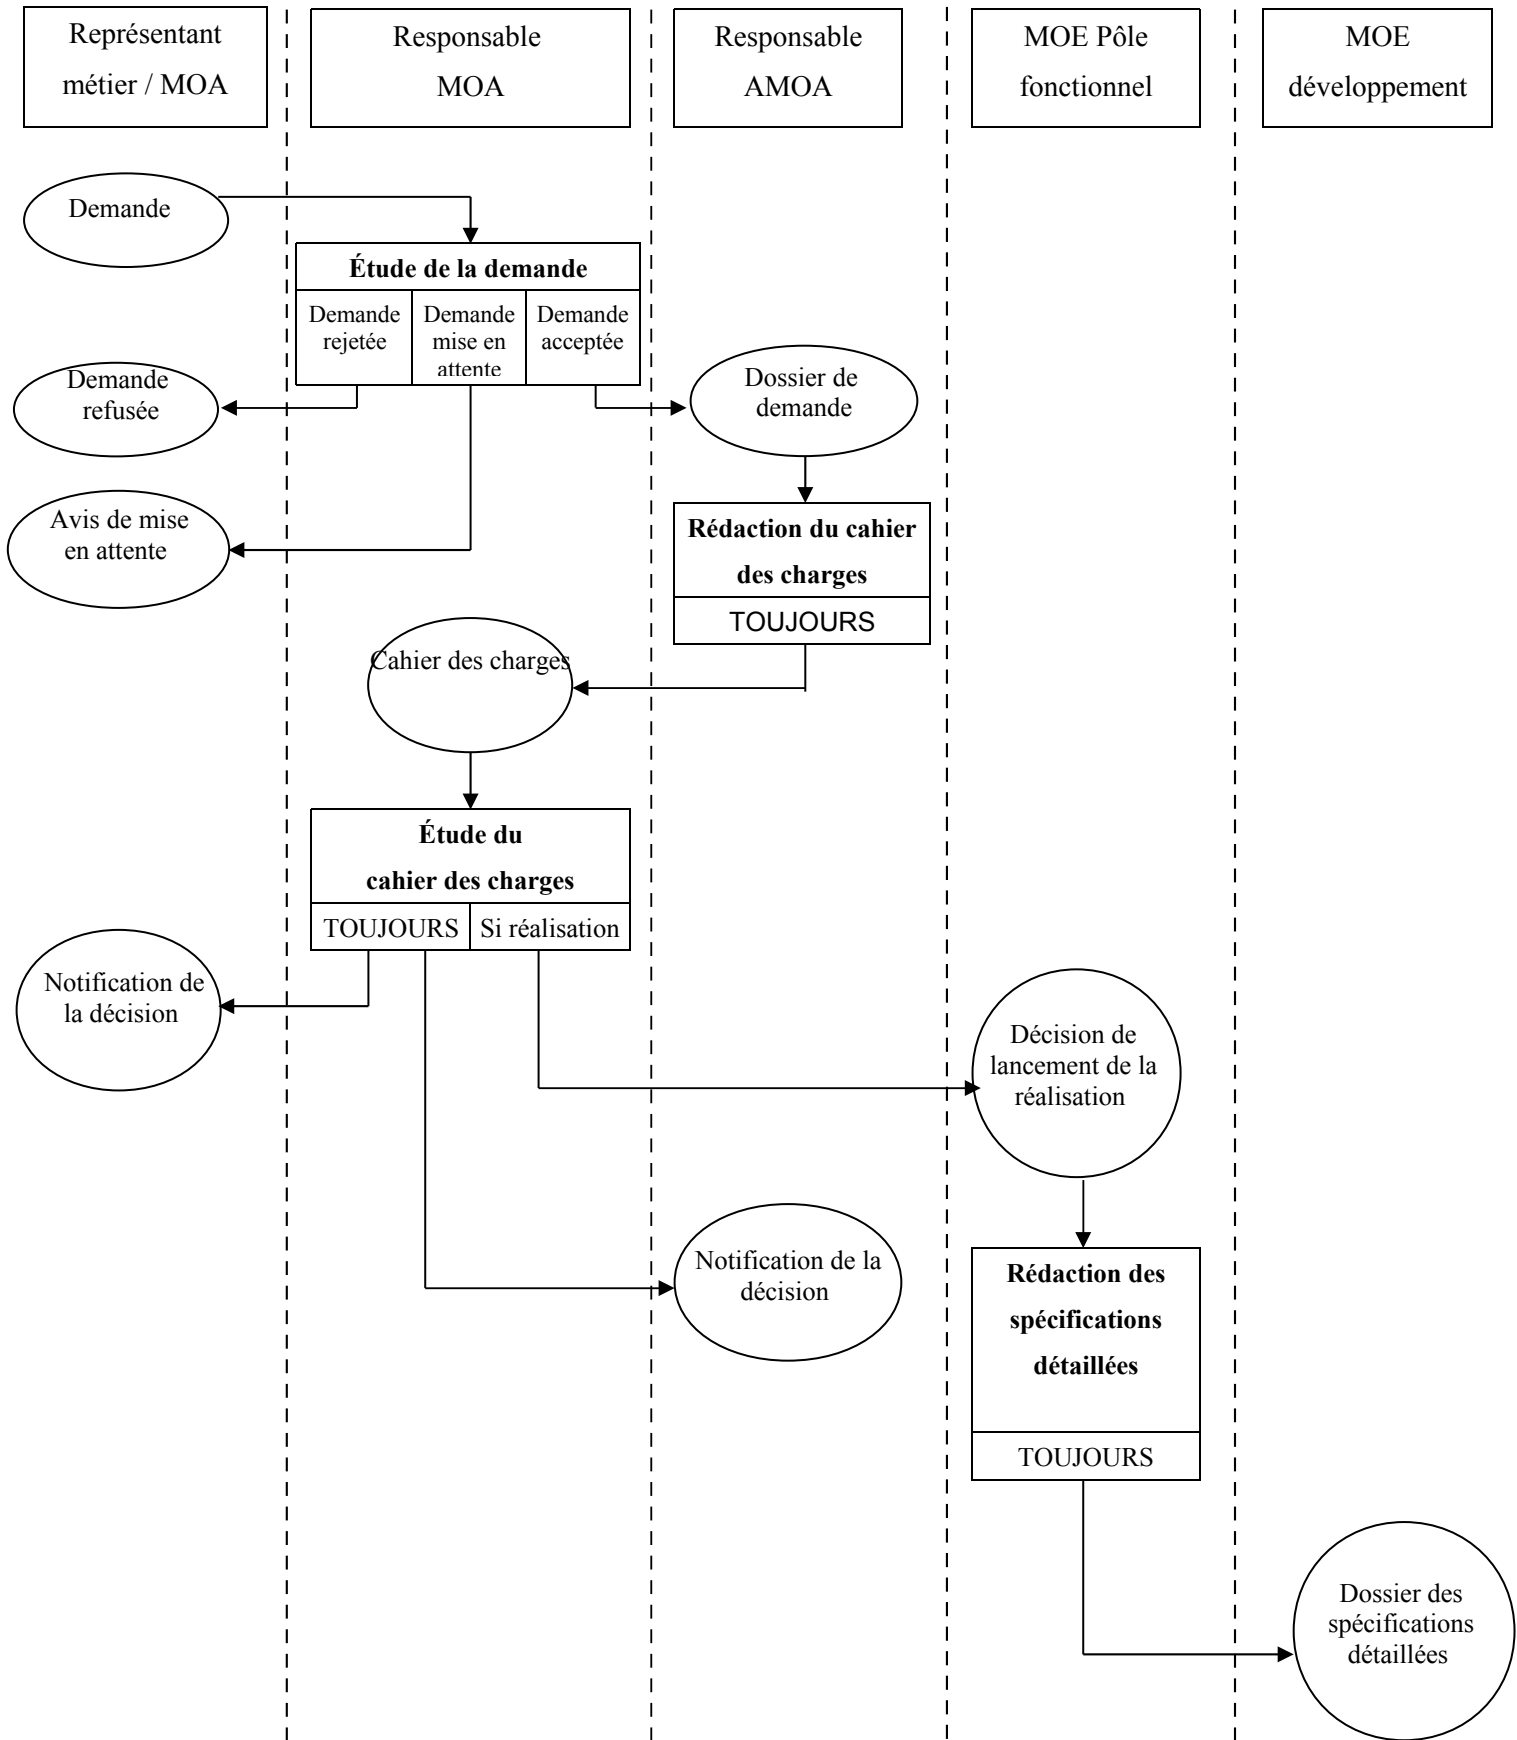 Représentant
métier / MOA
Responsable
MOA
Responsable
AMOA
MOE Pôle
fonctionnel
MOE
développement
Demande
Étude de la demande
Demande
rejetée
Demande
mise en
attente
Demande
acceptée
Demande
refusée
Dossier de
demande
Avis de mise
en attente
Rédaction du cahier
des charges
TOUJOURS
Cahier des charges
Étude du
cahier des charges
TOUJOURS
Si réalisation
Notification de
la décision
Décision de
lancement de la
réalisation
Notification de la
décision
Rédaction des
spécifications
détaillées
TOUJOURS
Dossier des
spécifications
détaillées